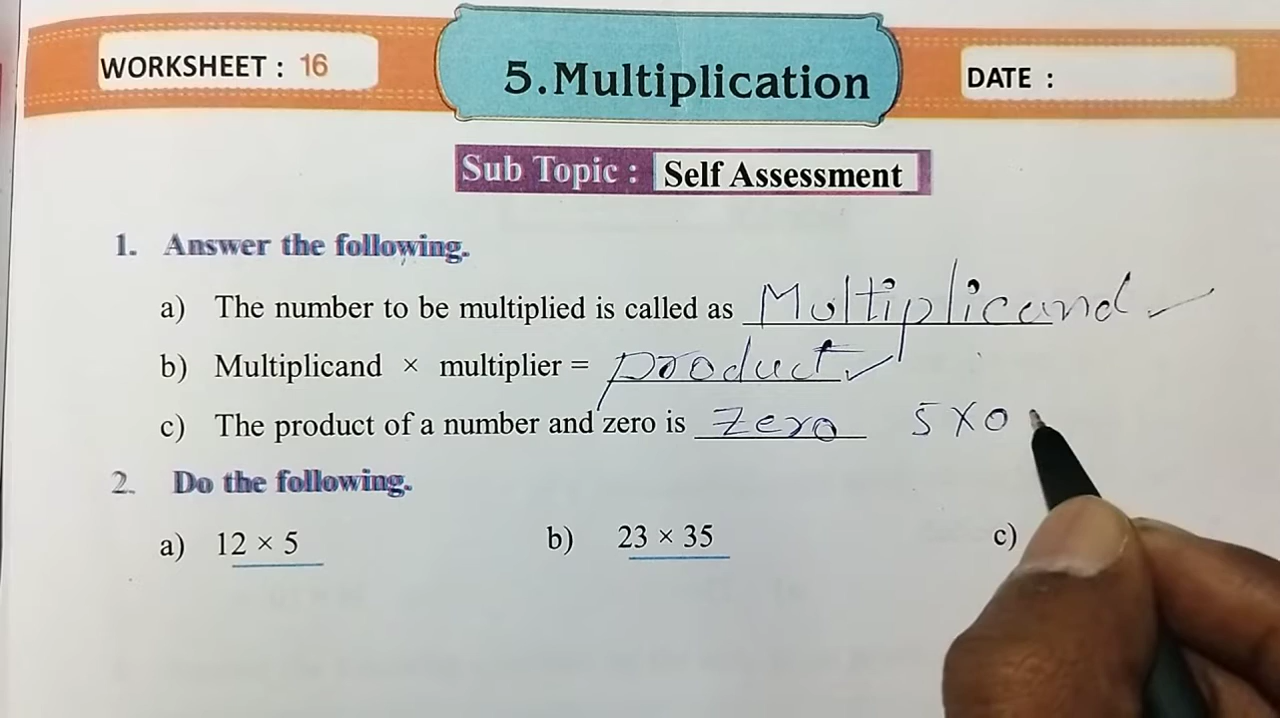 WORKSHEET : 16
5.Multiplication
DATE :
Sub Topic : Self Assessment
1. Answer the following.
a) The number to be multiplied is called as Multiplicand ✓
b) Multiplicand × multiplier = product ✓
c) The product of a number and zero is Zero 5 X 0
2. Do the following.
a) 12 × 5 b) 23 × 35 c)